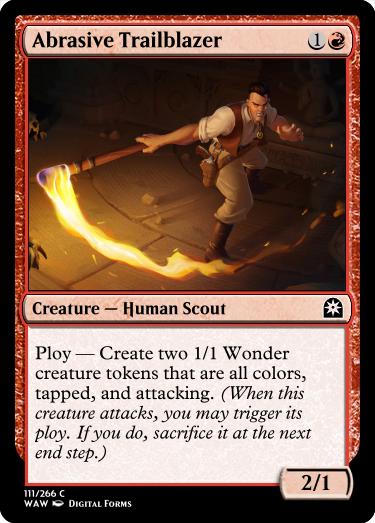 Abrasive Trailblazer 1
Creature — Human Scout
Ploy — Create two 1/1 Wonder
creature tokens that are all colors,
tapped, and attacking. (When this
creature attacks, you may trigger its
ploy. If you do, sacrifice it at the next
end step.)
2/1
111/266 C
WAW Digital Forms